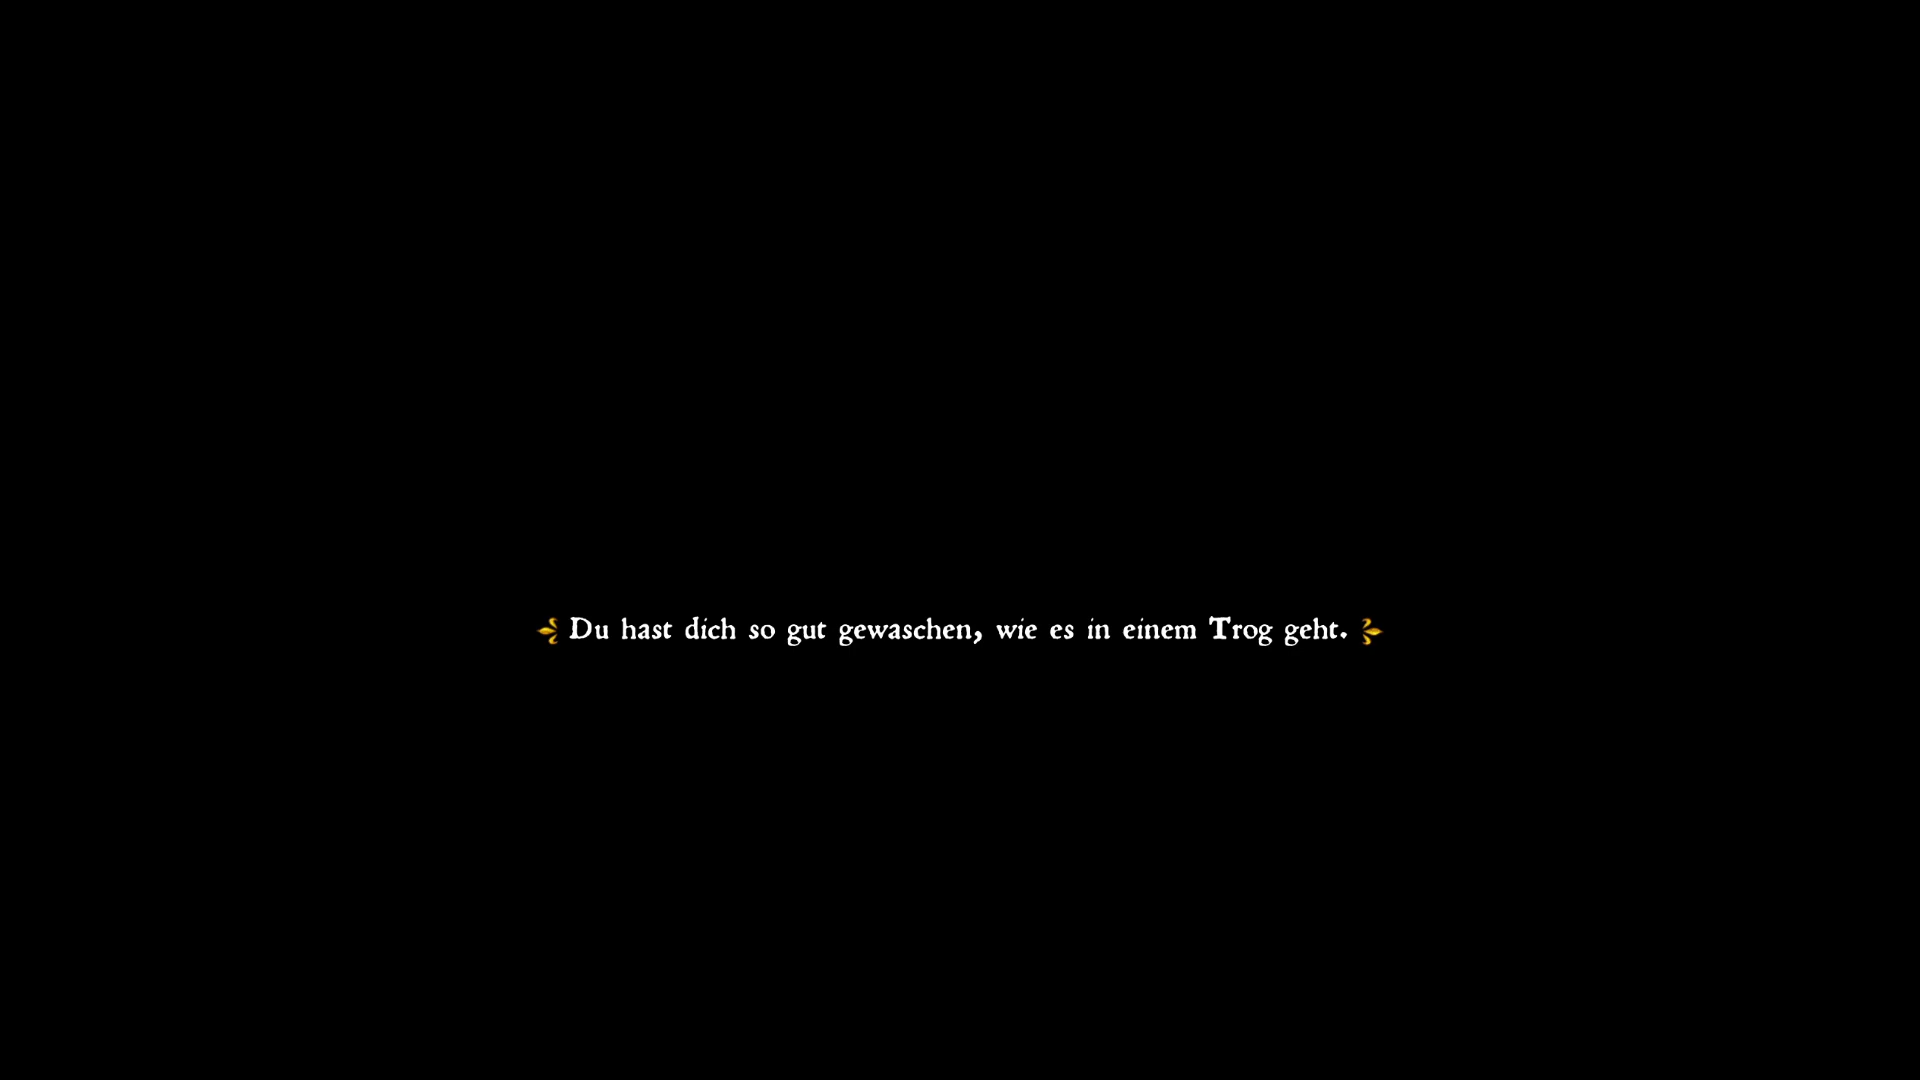 Du hast dich so gut gewaschen, wie es in einem Trog geht.